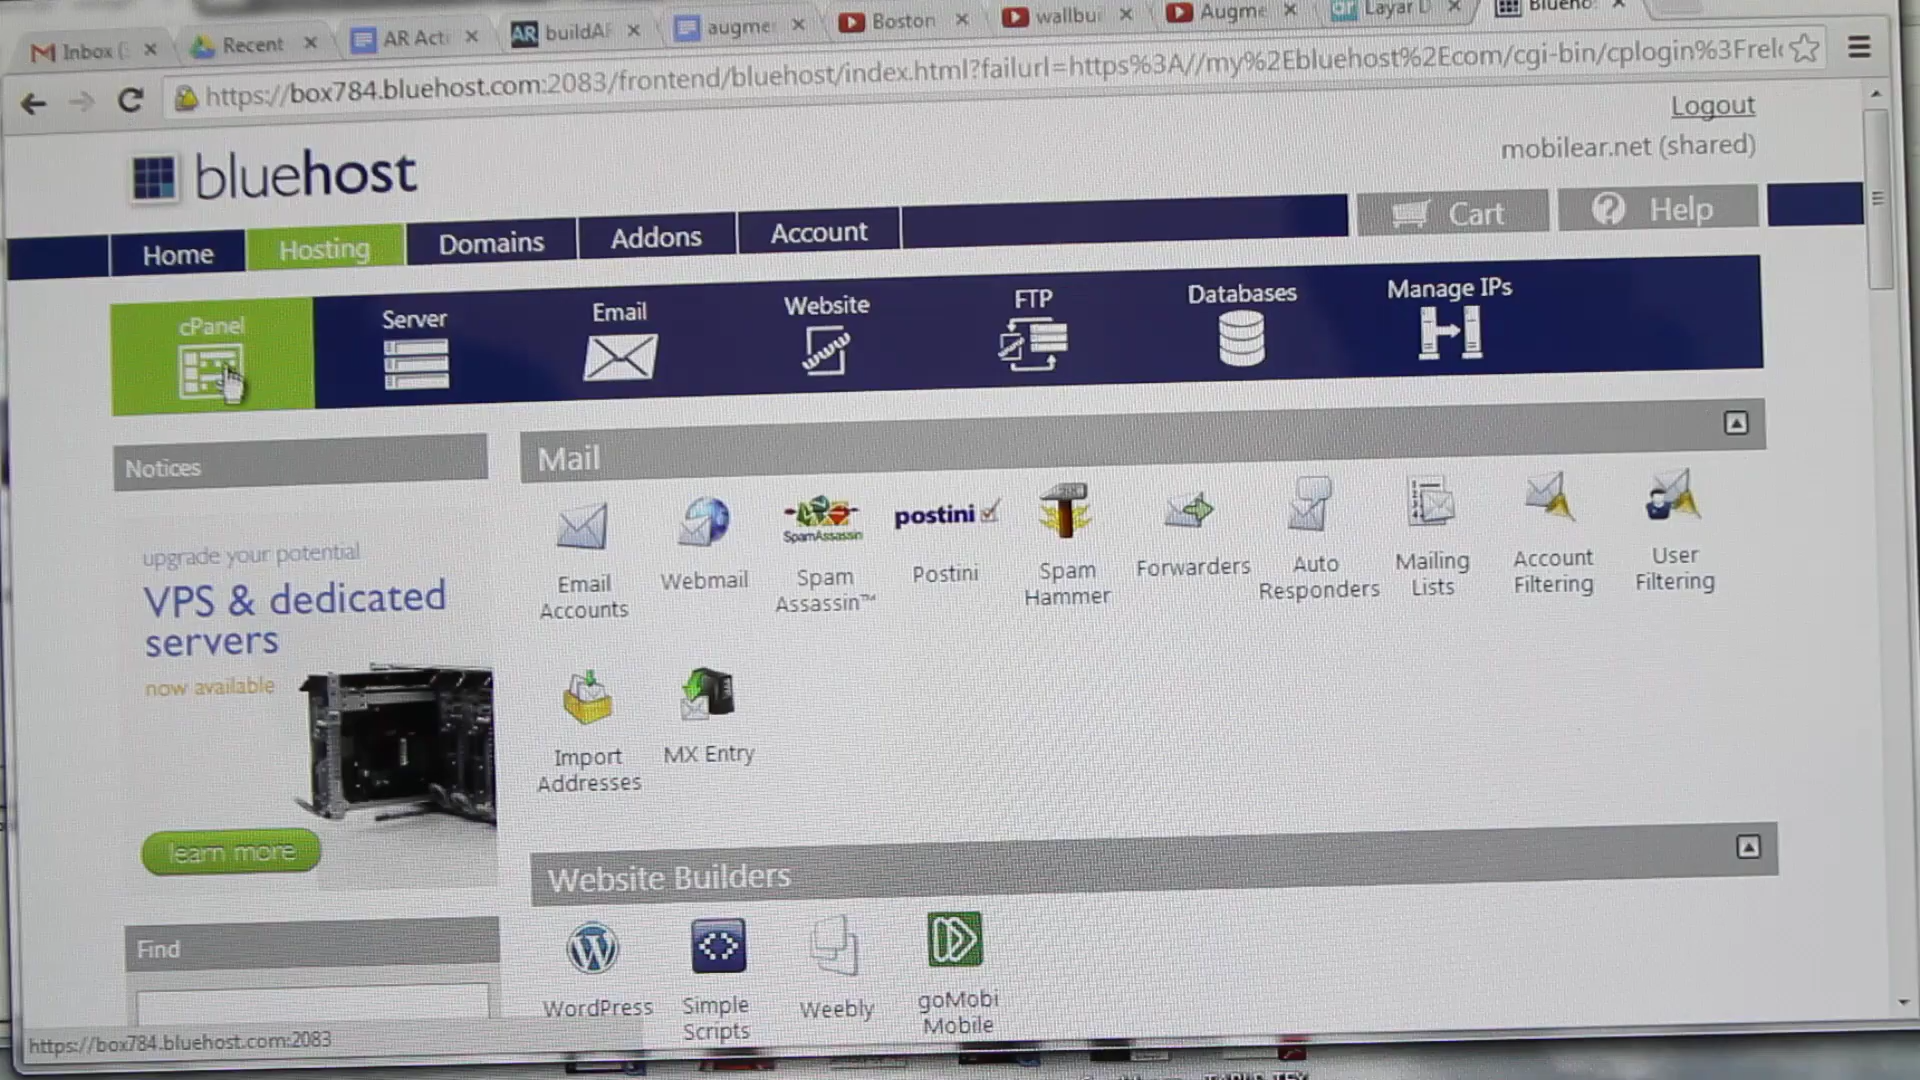 Inbox (
Recent
AR Acti
AR
buildAF
augme
Boston
wallbu
Augme
Layar D
https://box784.bluehost.com:2083/frontend/bluehost/index.html?failurl=https%3A//my%2Ebluehost%2Ecom/cgi-bin/cplogin%3Frel
Logout
mobilear.net (shared)
bluehost
Home
Hosting
Domains
Addons
Account
Cart
Help
cPanel
Server
Email
Website
FTP
Databases
Manage IPs
www
Notices
upgrade your potential
VPS & dedicated
servers
now available
learn more
Find
Mail
SpamAssassin
postini
Email
Accounts
Webmail
Spam
Assassin™
Postini
Spam
Hammer
Forwarders
Auto
Responders
Mailing
Lists
Account
Filtering
User
Filtering
Import
Addresses
MX Entry
Website Builders
WordPress
Simple
Scripts
Weebly
goMobi
Mobile
https://box784.bluehost.com:2083